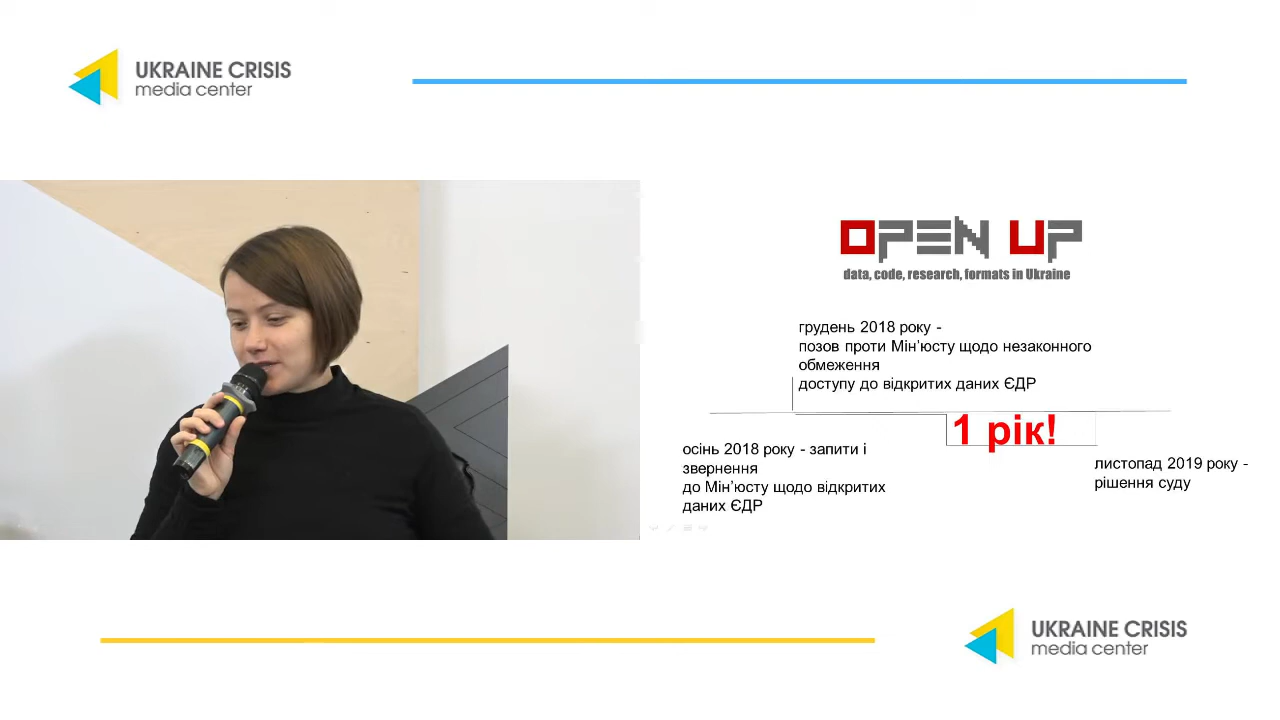 UKRAINE CRISIS
media center
OPEN UP
data, code, research, formats in Ukraine
грудень 2018 року -
позов проти Мін'юсту щодо незаконного
обмеження
доступу до відкритих даних ЄДР
1 рік!
осінь 2018 року - запити і
звернення
до Мін'юсту щодо відкритих
даних ЄДР
листопад 2019 року -
рішення суду
UKRAINE CRISIS
media center